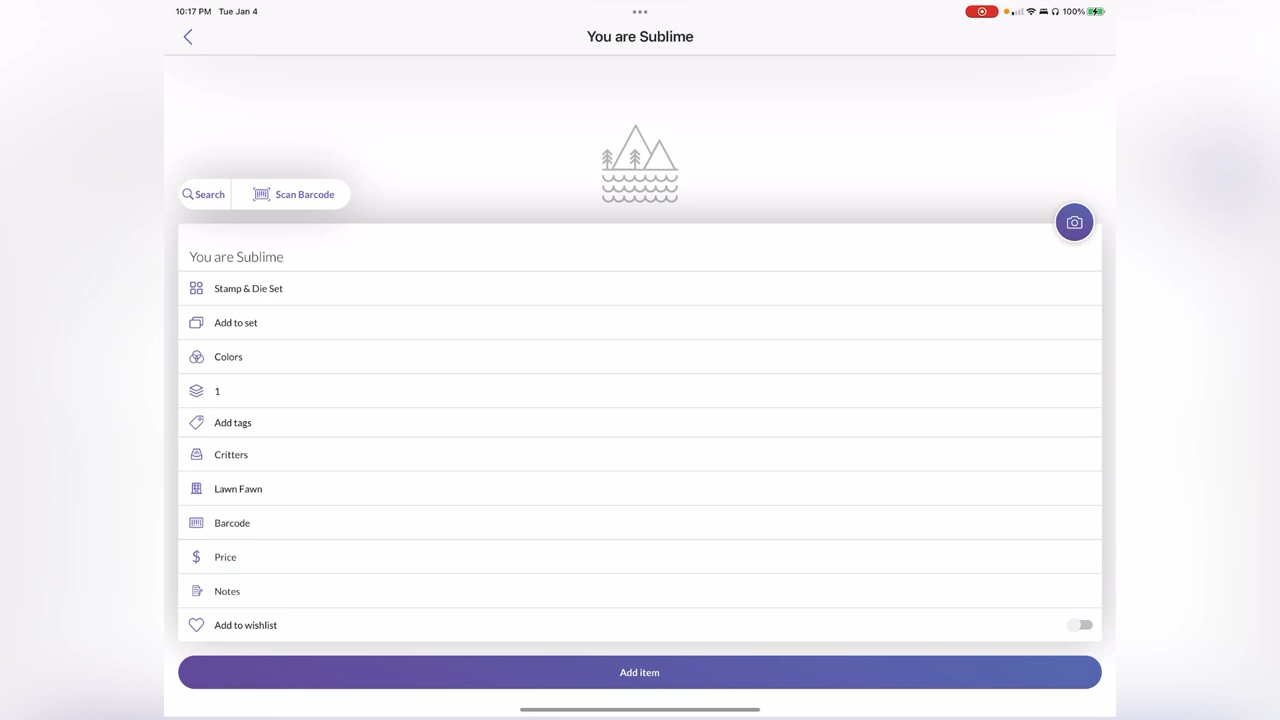 10:17 PM Tue Jan 4
100%
You are Sublime
Search
Scan Barcode
You are Sublime
Stamp & Die Set
Add to set
Colors
1
Add tags
Critters
Lawn Fawn
Barcode
$ Price
Notes
Add to wishlist
Add item